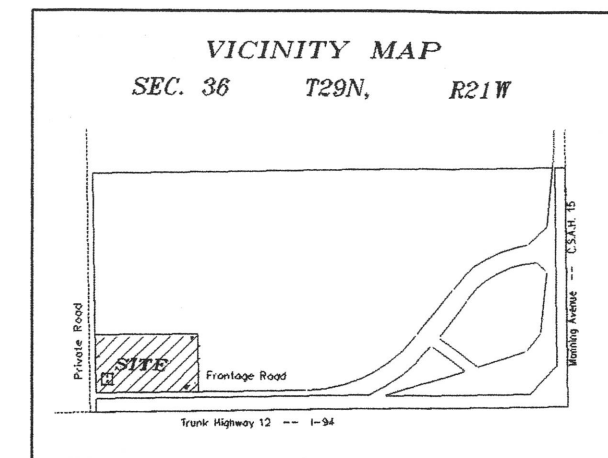 VICINITY MAP
SEC. 36 T29N, R21W
Private Road
SITE
Frontage Road
Manning Avenue -- C.S.A.H. 15
Trunk Highway 12 -- I-94